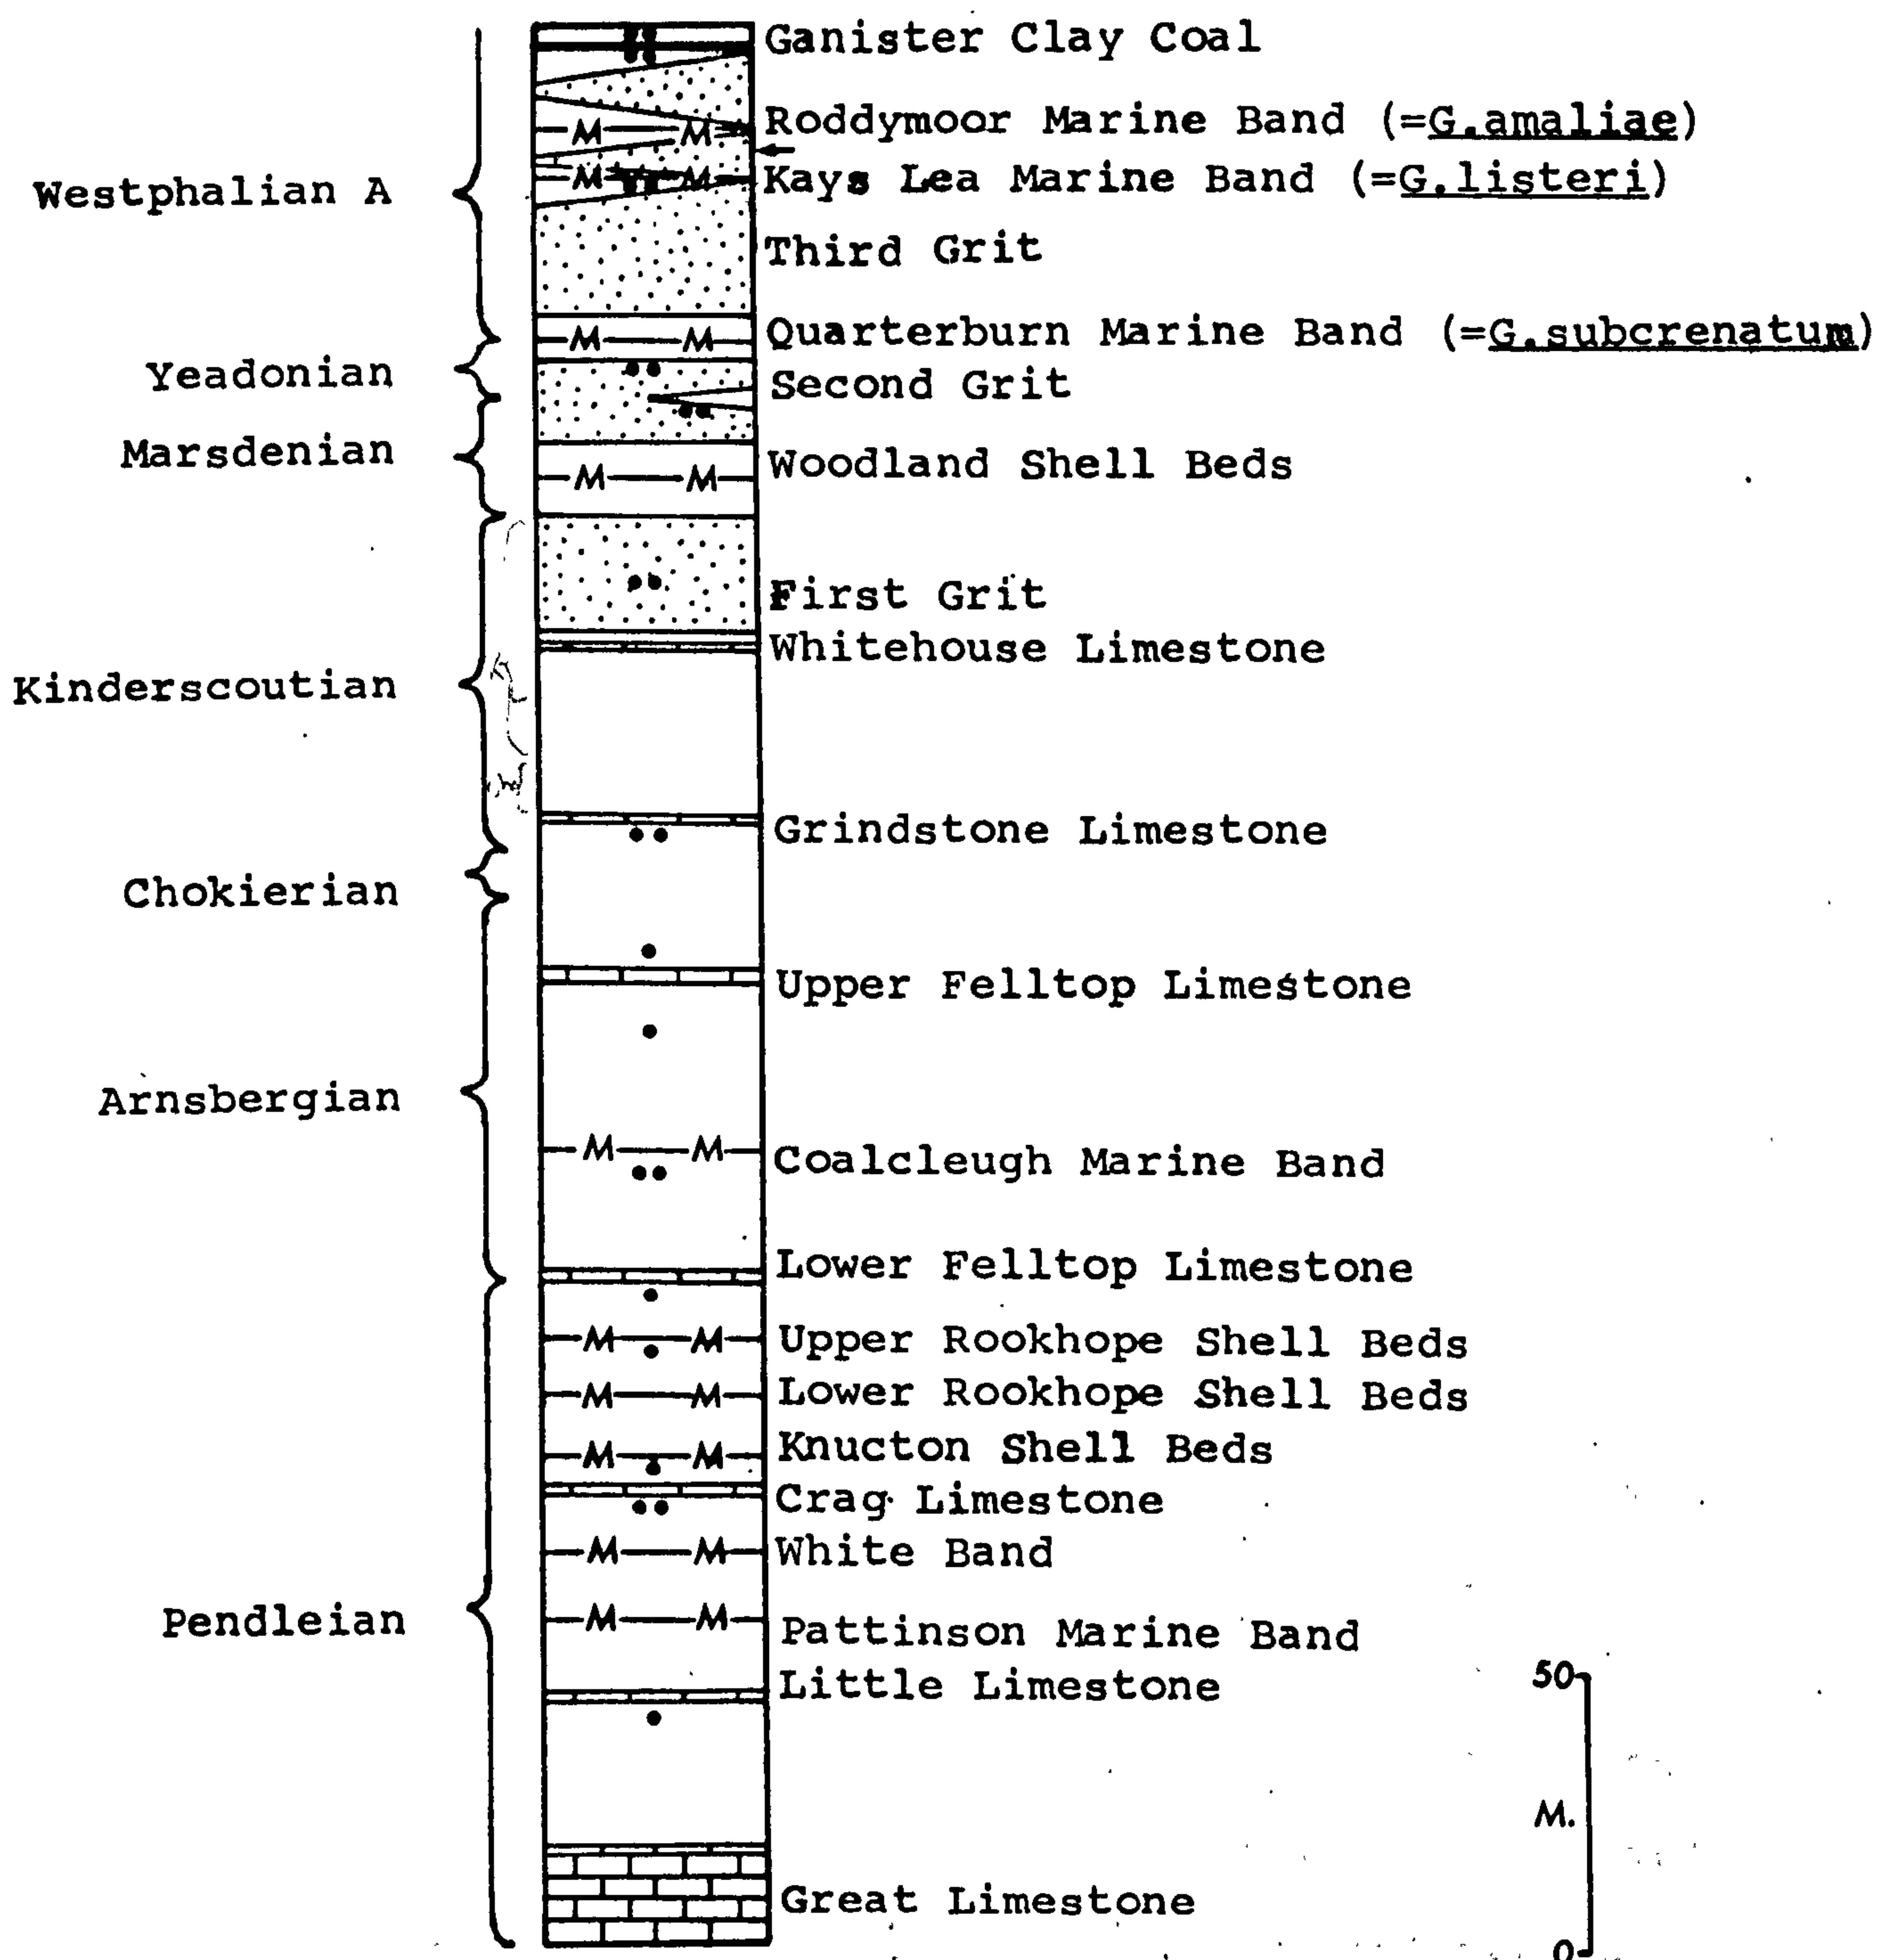 Ganister Clay Coal
Roddymoor Marine Band (=G.amaliae)
Kays Lea Marine Band (=G.listeri)
Westphalian A
Third Grit
Quarterburn Marine Band (=G.subcrenatum)
Yeadonian
Second Grit
Marsdenian
Woodland Shell Beds
First Grit
Whitehouse Limestone
Kinderscoutian
Grindstone Limestone
Chokierian
Upper Felltop Limestone
Arnsbergian
Coalcleugh Marine Band
Lower Felltop Limestone
Upper Rookhope Shell Beds
Lower Rookhope Shell Beds
Knucton Shell Beds
Crag Limestone
White Band
Pendleian
Pattinson Marine Band
Little Limestone
Great Limestone
50
M.
0
M M
M M
M M
M M
M M
M M
M M
M M
M M
M M